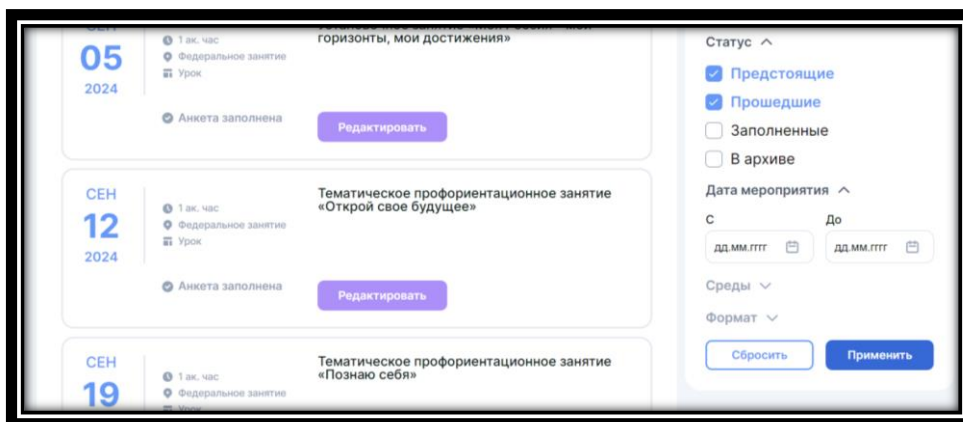 05
2024
1 ак. час
Федеральное занятие
Урок
горизонты, мои достижения»
Анкета заполнена
Редактировать
СЕН
12
2024
1 ак. час
Федеральное занятие
Урок
Тематическое профориентационное занятие
«Открой свое будущее»
Анкета заполнена
Редактировать
СЕН
19
1 ак. час
Федеральное занятие
Тематическое профориентационное занятие
«Познаю себя»
Статус
Предстоящие
Прошедшие
Заполненные
В архиве
Дата мероприятия
С До
дд.мм.гггг дд.мм.гггг
Среды
Формат
Сбросить Применить